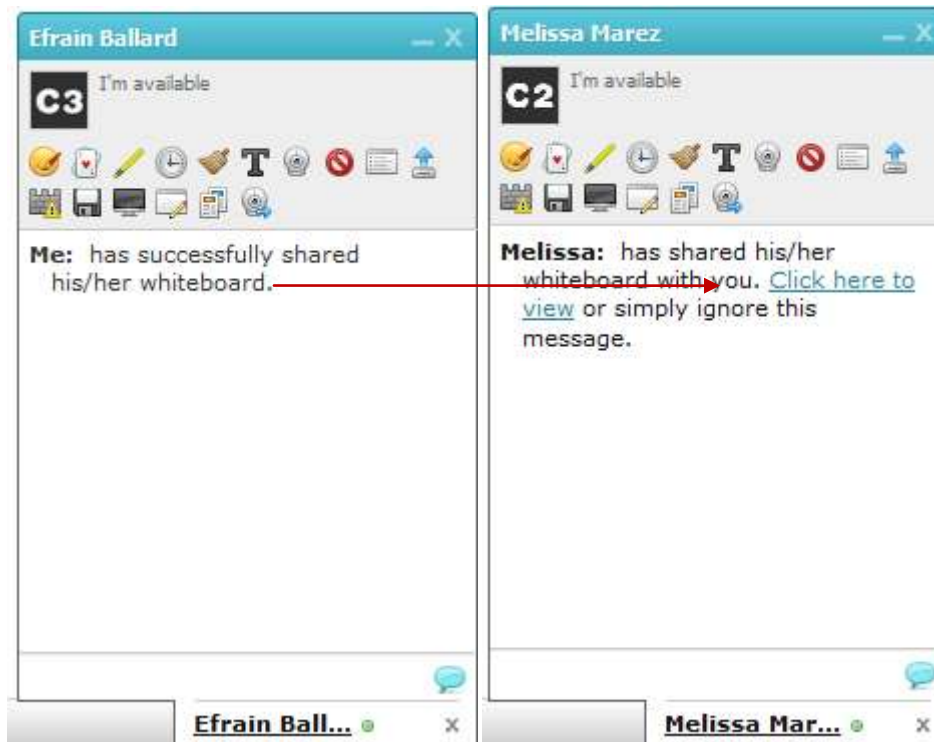 Efrain Ballard
C3
I'm available
Me: has successfully shared
his/her whiteboard.
Efrain Ball...
Melissa Marez
C2
I'm available
Melissa: has shared his/her
whiteboard with you. Click here to
view or simply ignore this
message.
Melissa Mar...